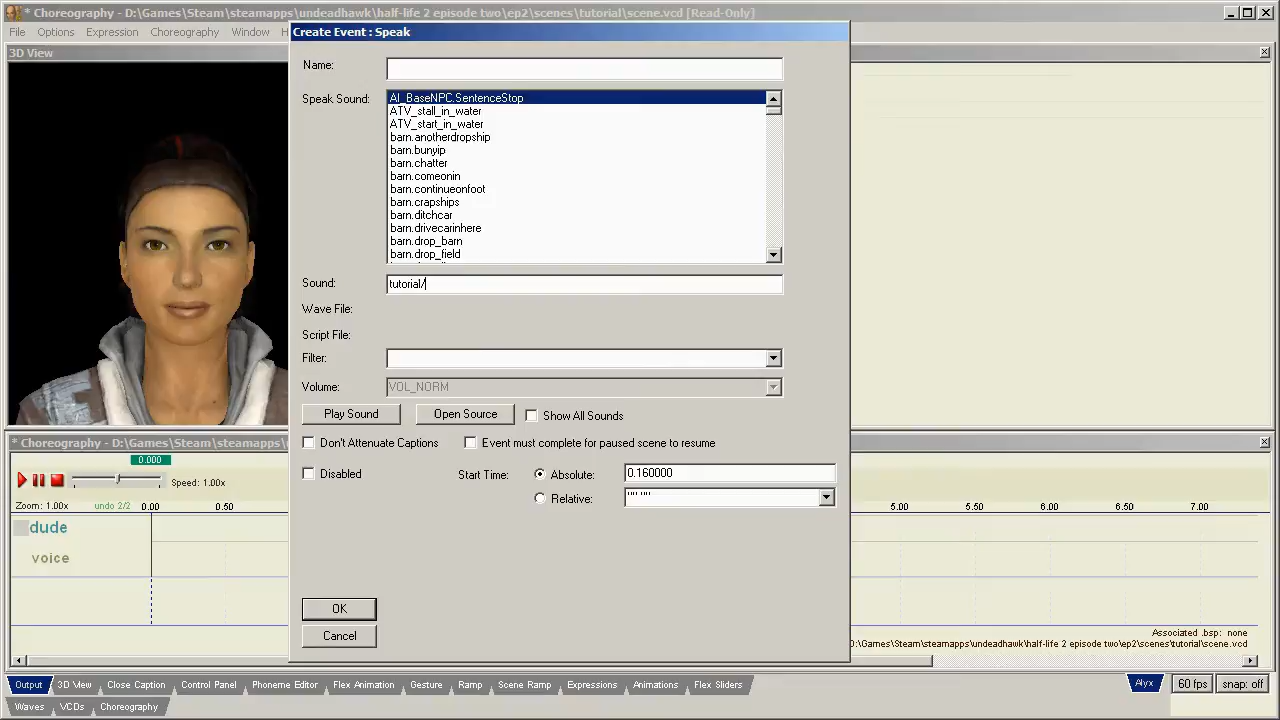 * Choreography - D:\Games\Steam\steamapps\undeadhawk\half-life 2 episode two\ep2\scenes\tutorial\scene.vcd [Read-Only]
File Options Expression Choreography Window H
3D View
Create Event : Speak
Name:
Speak Sound:
AI_BaseNPC.SentenceStop
ATV_stall_in_water
ATV_start_in_water
barn.anotherdropship
barn.bunyip
barn.chatter
barn.comeonin
barn.continueonfoot
barn.crapships
barn.ditchcar
barn.drivecarinhere
barn.drop_barn
barn.drop_field
Sound: tutorial/
Wave File:
Script File:
Filter:
Volume: VOL_NORM
Play Sound Open Source Show All Sounds
Don't Attenuate Captions Event must complete for paused scene to resume
Disabled Start Time: Absolute: 0.160000
Relative: "" ""
OK
Cancel
* Choreography - D:\Games\Steam\steamapps\
0.000
Speed: 1.00x
Zoom: 1.00x undo 2/2 0.00 0.50 5.00 5.50 6.00 6.50 7.00
dude
voice
Associated .bsp: none
D:\Games\Steam\steamapps\undeadhawk\half-life 2 episode two\ep2\scenes\tutorial\scene.vcd
Output 3D View Close Caption Control Panel Phoneme Editor Flex Animation Gesture Ramp Scene Ramp Expressions Animations Flex Sliders Alyx 60 fps snap: off
Waves VCDs Choreography